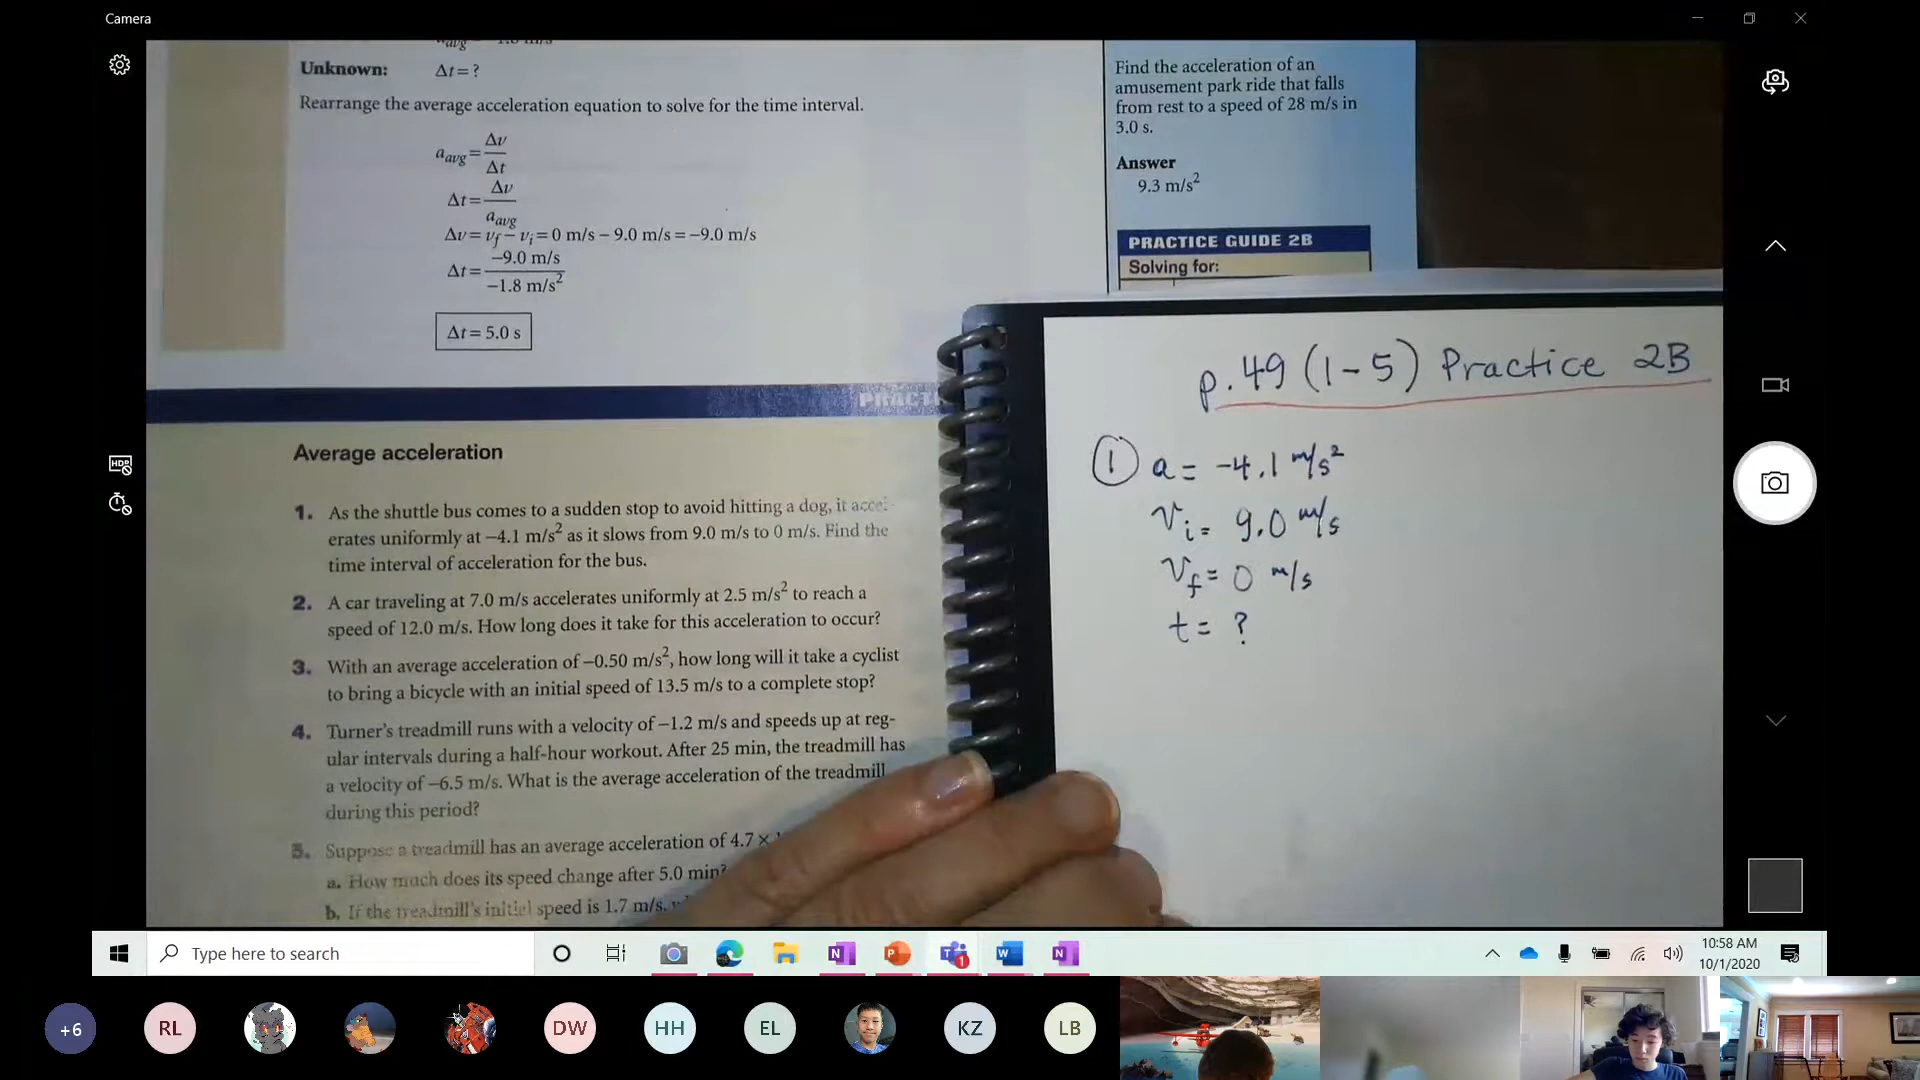 Camera
Unknown: Δt = ?
Rearrange the average acceleration equation to solve for the time interval.
a_avg = Δv/Δt
Δt = Δv/a_avg
Δv = v_f − v_i = 0 m/s − 9.0 m/s = −9.0 m/s
Δt = −9.0 m/s / −1.8 m/s²
Δt = 5.0 s
Find the acceleration of an
amusement park ride that falls
from rest to a speed of 28 m/s in
3.0 s.
Answer
9.3 m/s²
PRACTICE GUIDE 2B
Solving for:
Average acceleration
1. As the shuttle bus comes to a sudden stop to avoid hitting a dog, it accel-
erates uniformly at −4.1 m/s² as it slows from 9.0 m/s to 0 m/s. Find the
time interval of acceleration for the bus.
2. A car traveling at 7.0 m/s accelerates uniformly at 2.5 m/s² to reach a
speed of 12.0 m/s. How long does it take for this acceleration to occur?
3. With an average acceleration of −0.50 m/s², how long will it take a cyclist
to bring a bicycle with an initial speed of 13.5 m/s to a complete stop?
4. Turner's treadmill runs with a velocity of −1.2 m/s and speeds up at reg-
ular intervals during a half-hour workout. After 25 min, the treadmill has
a velocity of −6.5 m/s. What is the average acceleration of the treadmill
during this period?
5. Suppose a treadmill has an average acceleration of 4.7 ×
a. How much does its speed change after 5.0 min?
b. If the treadmill's initial speed is 1.7 m/s,
p.49 (1-5) Practice 2B
① a = -4.1 m/s²
v_i = 9.0 m/s
v_f = 0 m/s
t = ?
Type here to search
10:58 AM
10/1/2020
+6
RL
DW
HH
EL
KZ
LB